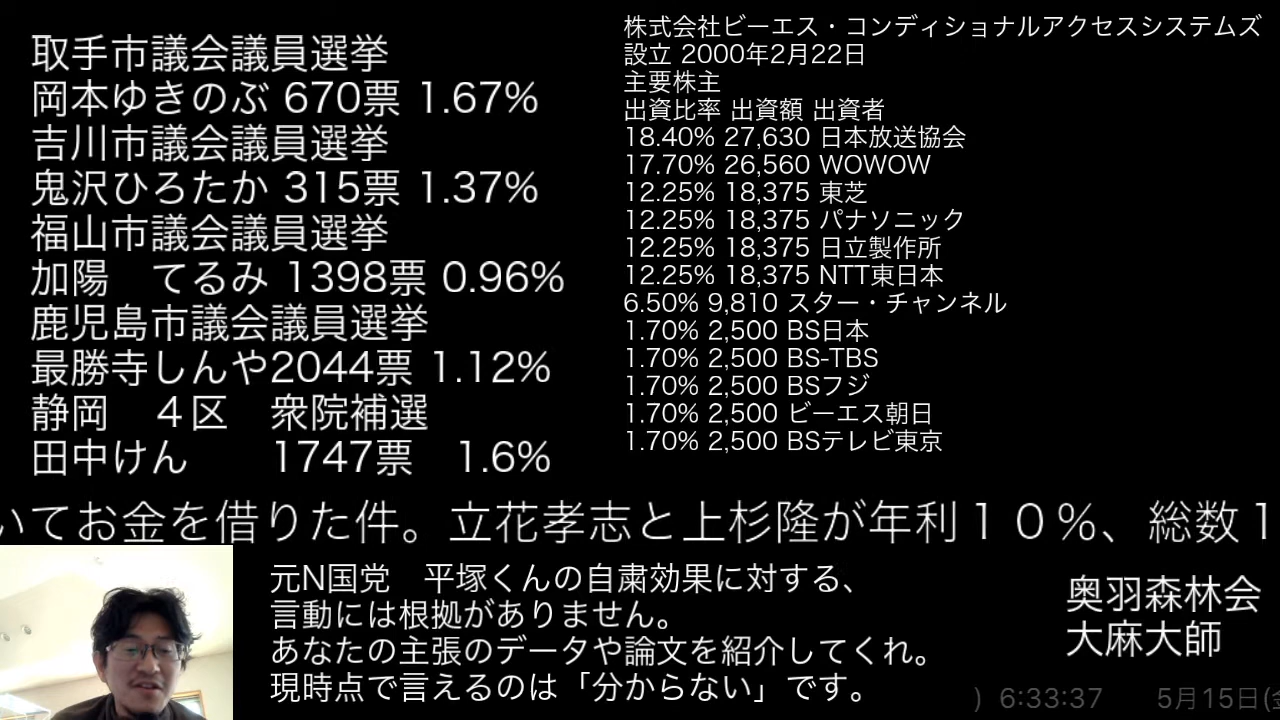 取手市議会議員選挙
岡本ゆきのぶ 670票 1.67%
吉川市議会議員選挙
鬼沢ひろたか 315票 1.37%
福山市議会議員選挙
加陽　てるみ 1398票 0.96%
鹿児島市議会議員選挙
最勝寺しんや2044票 1.12%
静岡　４区　衆院補選
田中けん　　1747票　1.6%
株式会社ビーエス・コンディショナルアクセスシステムズ
設立 2000年2月22日
主要株主
出資比率 出資額 出資者
18.40% 27,630 日本放送協会
17.70% 26,560 WOWOW
12.25% 18,375 東芝
12.25% 18,375 パナソニック
12.25% 18,375 日立製作所
12.25% 18,375 NTT東日本
6.50% 9,810 スター・チャンネル
1.70% 2,500 BS日本
1.70% 2,500 BS-TBS
1.70% 2,500 BSフジ
1.70% 2,500 ビーエス朝日
1.70% 2,500 BSテレビ東京
いてお金を借りた件。立花孝志と上杉隆が年利１０％、総数１
元N国党　平塚くんの自粛効果に対する、
言動には根拠がありません。
あなたの主張のデータや論文を紹介してくれ。
現時点で言えるのは「分からない」です。
奥羽森林会
大麻大師
) 6:33:37　5月15日(金